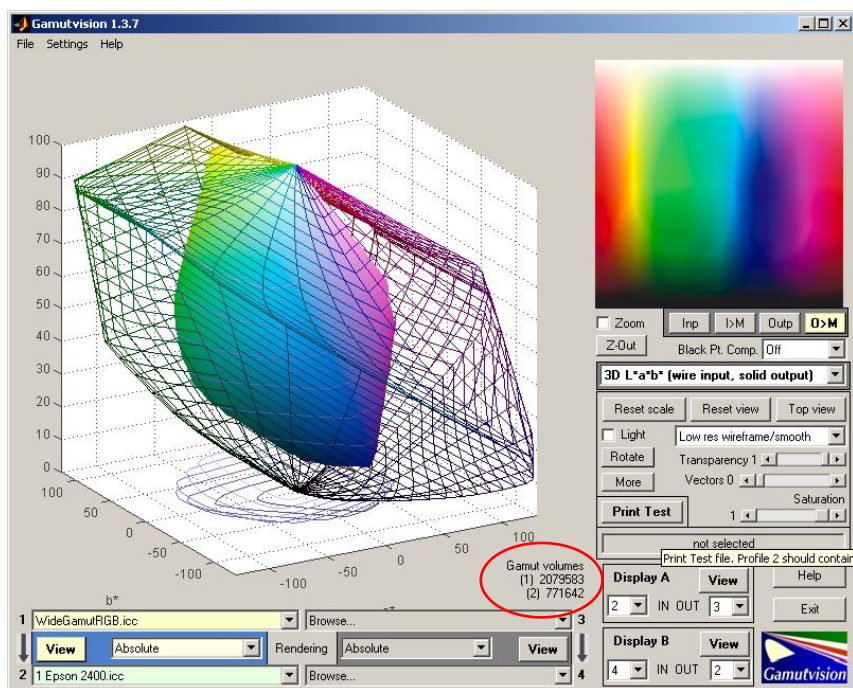 Gamutvision 1.3.7
File Settings Help
100
90
80
70
60
50
40
30
20
10
0
100
50
0
-50
-100
b*
-100
-50
0
50
100
Gamut volumes
(1) 2079583
(2) 771642
Zoom
Inp I>M Outp O>M
Z-Out
Black Pt. Comp. Off
3D L*a*b* (wire input, solid output)
Reset scale Reset view Top view
Light Low res wireframe/smooth
Rotate Transparency 1
More Vectors 0
Saturation
Print Test 1
not selected
Print Test file. Profile 2 should contain
Display A View Help
2 IN OUT 3 Exit
Display B View
4 IN OUT 2
Gamutvision
1 WideGamutRGB.icc Browse... 3
View Absolute Rendering Absolute View
2 1 Epson 2400.icc Browse... 4